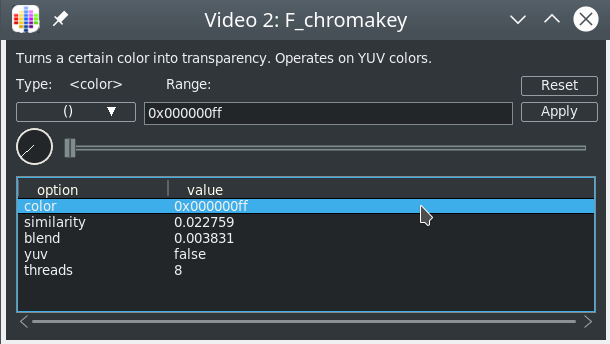 Video 2: F_chromakey
Turns a certain color into transparency. Operates on YUV colors.
Type: <color> Range: Reset
() 0x000000ff Apply
option value
color 0x000000ff
similarity 0.022759
blend 0.003831
yuv false
threads 8